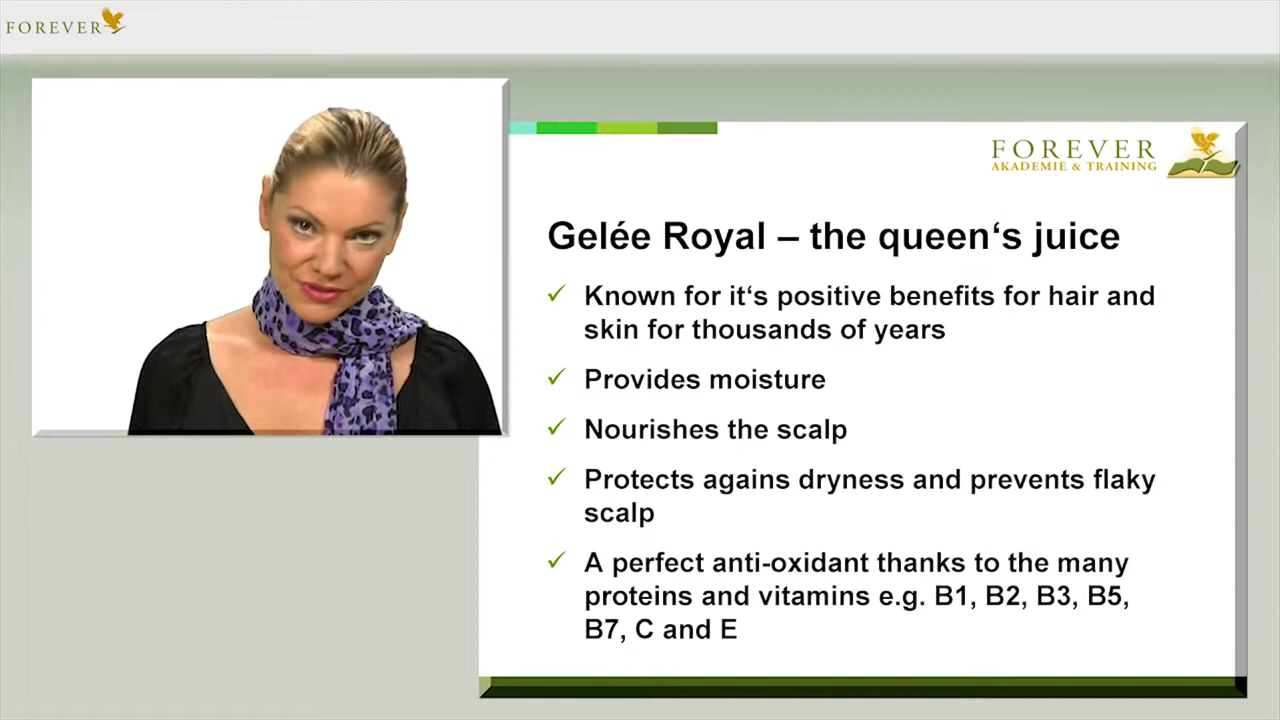 FOREVER
FOREVER
AKADEMIE & TRAINING
Gelée Royal – the queen‘s juice
Known for it‘s positive benefits for hair and
skin for thousands of years
Provides moisture
Nourishes the scalp
Protects agains dryness and prevents flaky
scalp
A perfect anti-oxidant thanks to the many
proteins and vitamins e.g. B1, B2, B3, B5,
B7, C and E